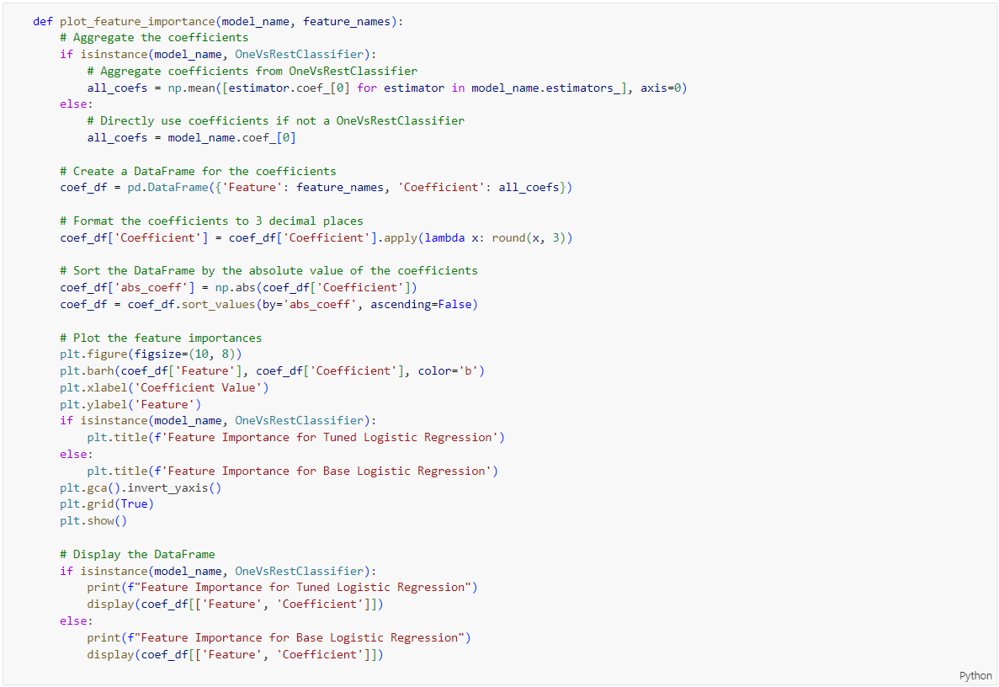 def plot_feature_importance(model_name, feature_names):
    # Aggregate the coefficients
    if isinstance(model_name, OneVsRestClassifier):
        # Aggregate coefficients from OneVsRestClassifier
        all_coefs = np.mean([estimator.coef_[0] for estimator in model_name.estimators_], axis=0)
    else:
        # Directly use coefficients if not a OneVsRestClassifier
        all_coefs = model_name.coef_[0]

    # Create a DataFrame for the coefficients
    coef_df = pd.DataFrame({'Feature': feature_names, 'Coefficient': all_coefs})

    # Format the coefficients to 3 decimal places
    coef_df['Coefficient'] = coef_df['Coefficient'].apply(lambda x: round(x, 3))

    # Sort the DataFrame by the absolute value of the coefficients
    coef_df['abs_coeff'] = np.abs(coef_df['Coefficient'])
    coef_df = coef_df.sort_values(by='abs_coeff', ascending=False)

    # Plot the feature importances
    plt.figure(figsize=(10, 8))
    plt.barh(coef_df['Feature'], coef_df['Coefficient'], color='b')
    plt.xlabel('Coefficient Value')
    plt.ylabel('Feature')
    if isinstance(model_name, OneVsRestClassifier):
        plt.title(f'Feature Importance for Tuned Logistic Regression')
    else:
        plt.title(f'Feature Importance for Base Logistic Regression')
    plt.gca().invert_yaxis()
    plt.grid(True)
    plt.show()

    # Display the DataFrame
    if isinstance(model_name, OneVsRestClassifier):
        print(f"Feature Importance for Tuned Logistic Regression")
        display(coef_df[['Feature', 'Coefficient']])
    else:
        print(f"Feature Importance for Base Logistic Regression")
        display(coef_df[['Feature', 'Coefficient']])
Python